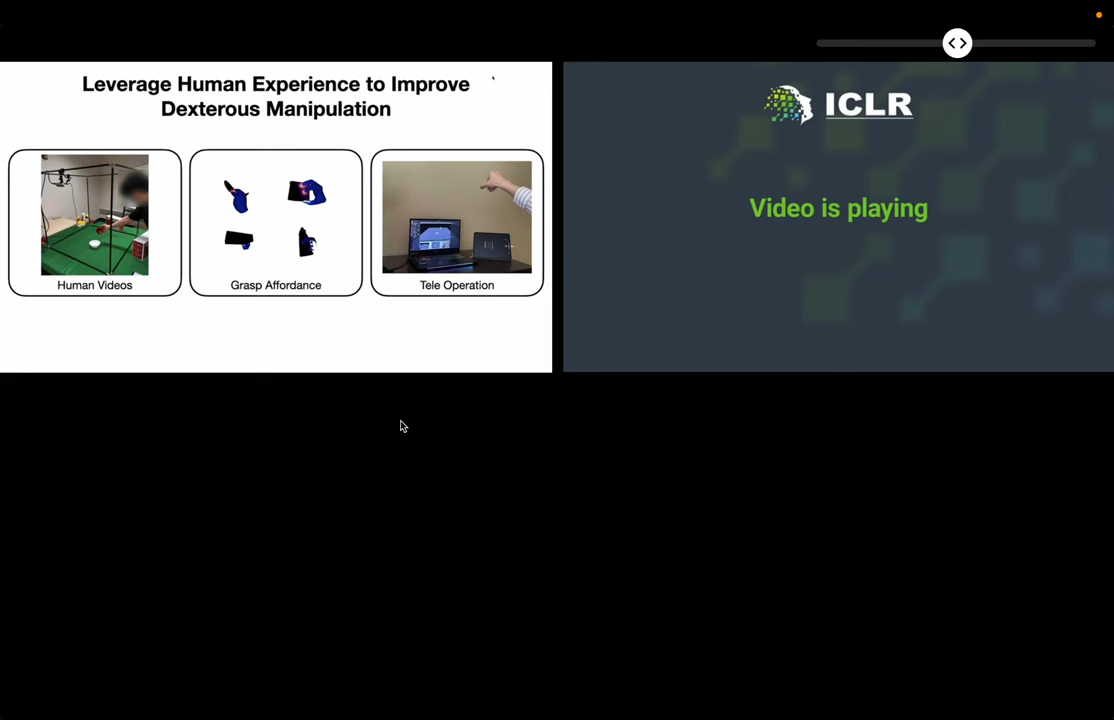 Leverage Human Experience to Improve
Dexterous Manipulation
Human Videos
Grasp Affordance
Tele Operation
ICLR
Video is playing